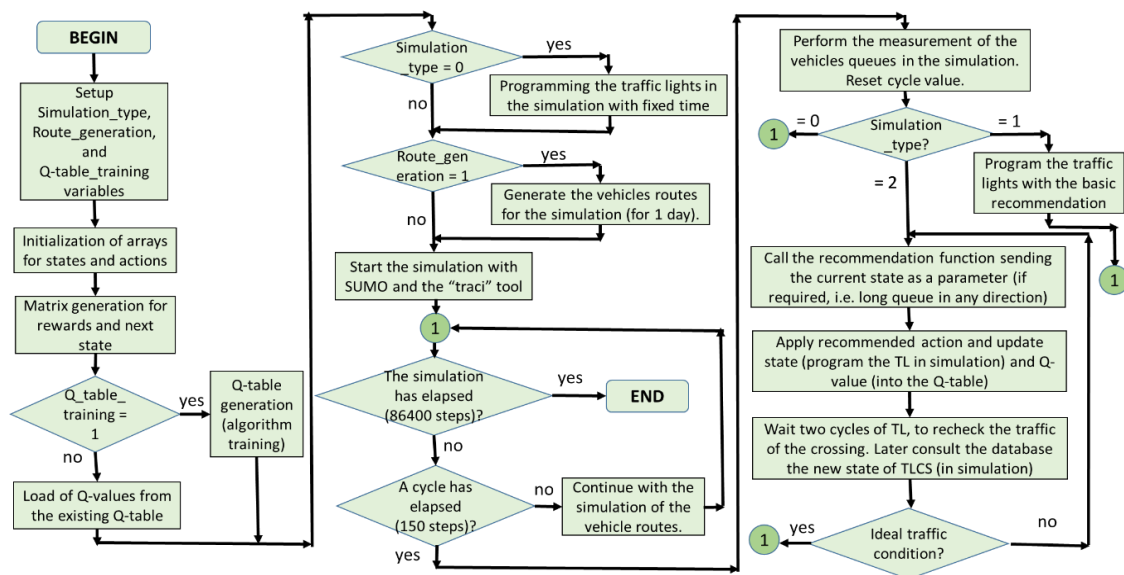 BEGIN
Setup
Simulation_type,
Route_generation,
and
Q-table_training
variables
Initialization of arrays
for states and actions
Matrix generation for
rewards and next
state
Q_table_
training =
1
yes
no
Q-table
generation
(algorithm
training)
Load of Q-values from
the existing Q-table
Simulation
_type = 0
yes
no
Programming the traffic lights in
the simulation with fixed time
Route_gen
eration = 1
yes
no
Generate the vehicles routes
for the simulation (for 1 day).
Start the simulation with
SUMO and the “traci” tool
1
The simulation
has elapsed
(86400 steps)?
yes
END
no
A cycle has
elapsed
(150 steps)?
no
yes
Continue with the
simulation of the
vehicle routes.
Perform the measurement of the
vehicles queues in the simulation.
Reset cycle value.
Simulation
_type?
= 0
1
= 1
= 2
Program the traffic
lights with the basic
recommendation
1
Call the recommendation function sending
the current state as a parameter (if
required, i.e. long queue in any direction)
Apply recommended action and update
state (program the TL in simulation) and Q-
value (into the Q-table)
Wait two cycles of TL, to recheck the traffic
of the crossing. Later consult the database
the new state of TLCS (in simulation)
Ideal traffic
condition?
yes
1
no